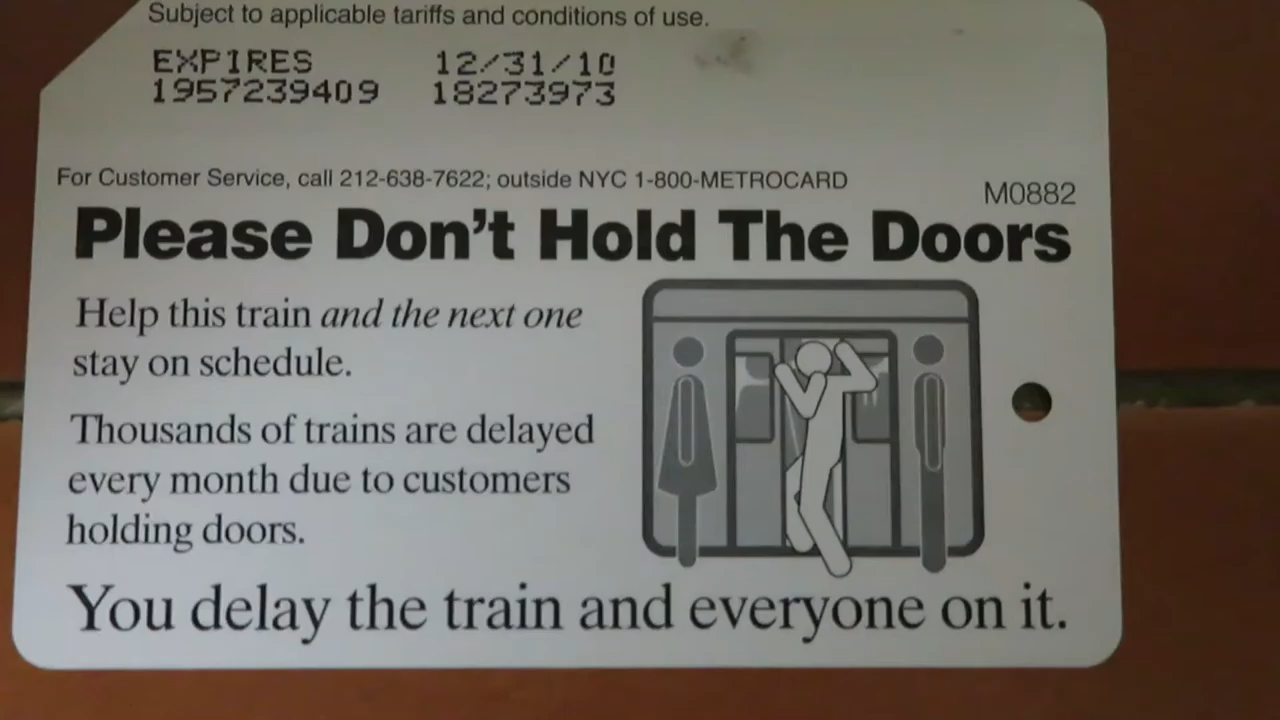 Subject to applicable tariffs and conditions of use.
EXPIRES 12/31/10
1957239409 18273973
For Customer Service, call 212-638-7622; outside NYC 1-800-METROCARD
M0882
Please Don't Hold The Doors
Help this train and the next one
stay on schedule.
Thousands of trains are delayed
every month due to customers
holding doors.
You delay the train and everyone on it.